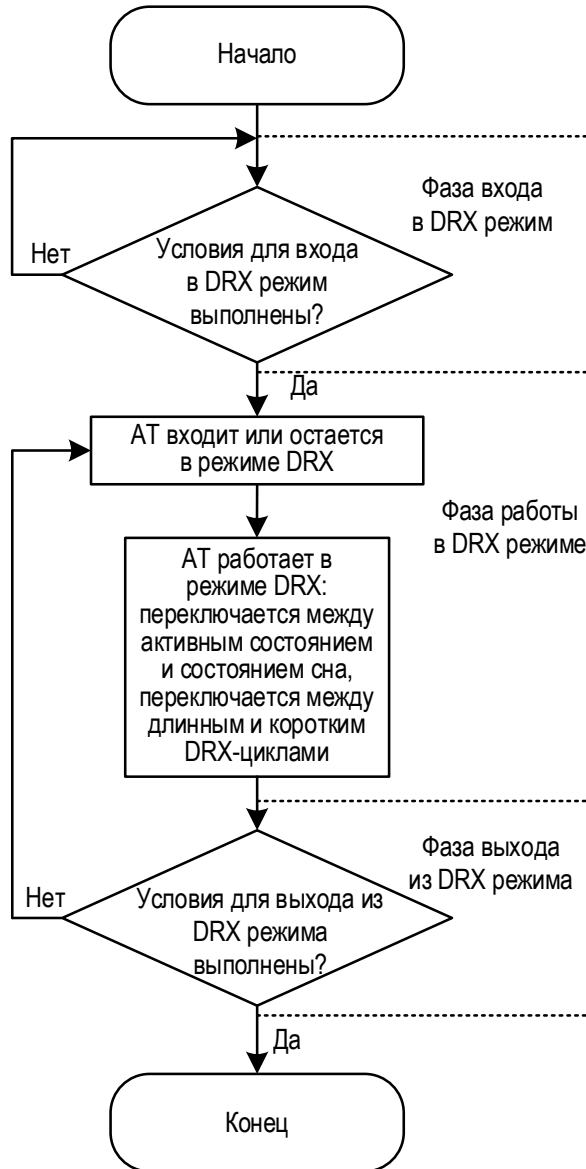 Начало
Фаза входа
в DRX режим
Нет
Условия для входа
в DRX режим
выполнены?
Да
АТ входит или остается
в режиме DRX
Фаза работы
в DRX режиме
АТ работает в
режиме DRX:
переключается между
активным состоянием
и состоянием сна,
переключается между
длинным и коротким
DRX-циклами
Фаза выхода
из DRX режима
Нет
Условия для выхода из
DRX режима
выполнены?
Да
Конец